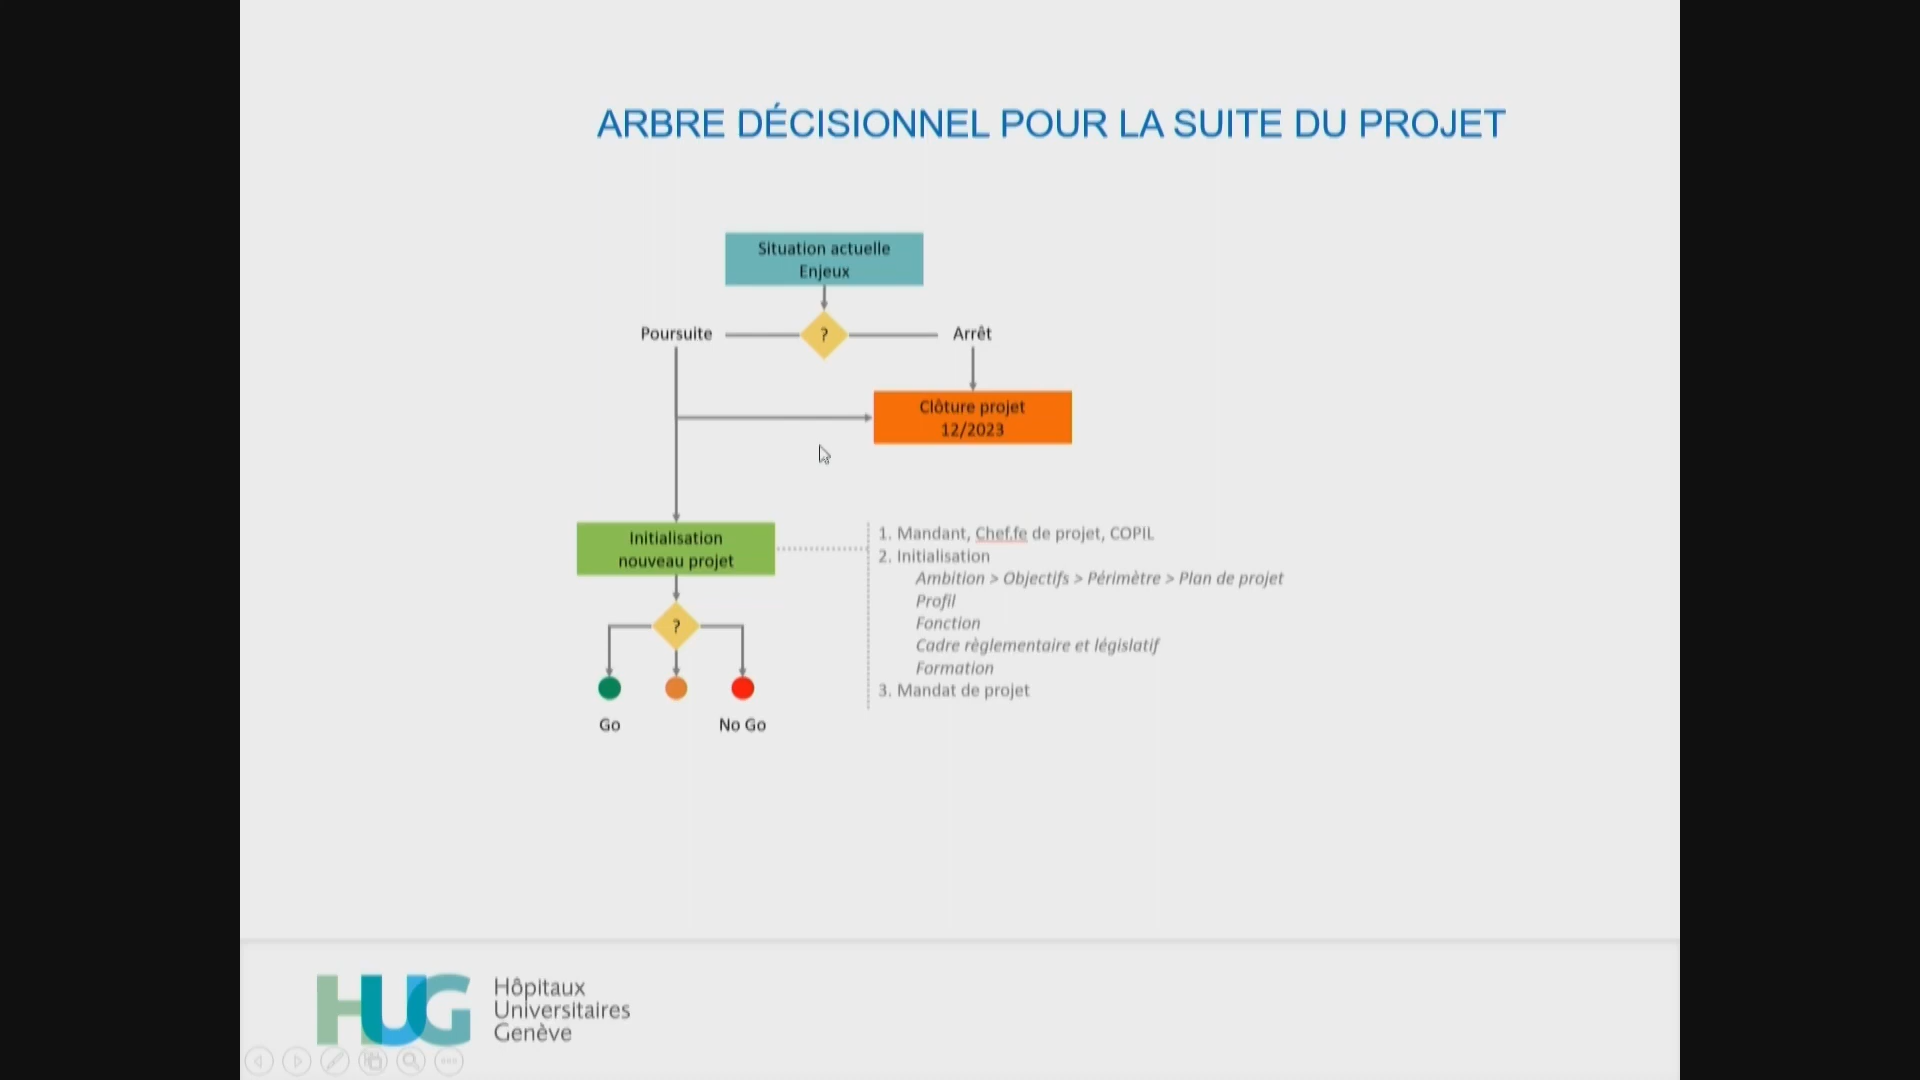 ARBRE DÉCISIONNEL POUR LA SUITE DU PROJET
Situation actuelle
Enjeux
Poursuite
?
Arrêt
Clôture projet
12/2023
Initialisation
nouveau projet
1. Mandant, Chef.fe de projet, COPIL
2. Initialisation
Ambition > Objectifs > Périmètre > Plan de projet
Profil
Fonction
Cadre règlementaire et législatif
Formation
3. Mandat de projet
?
Go
No Go
HUG
Hôpitaux
Universitaires
Genève